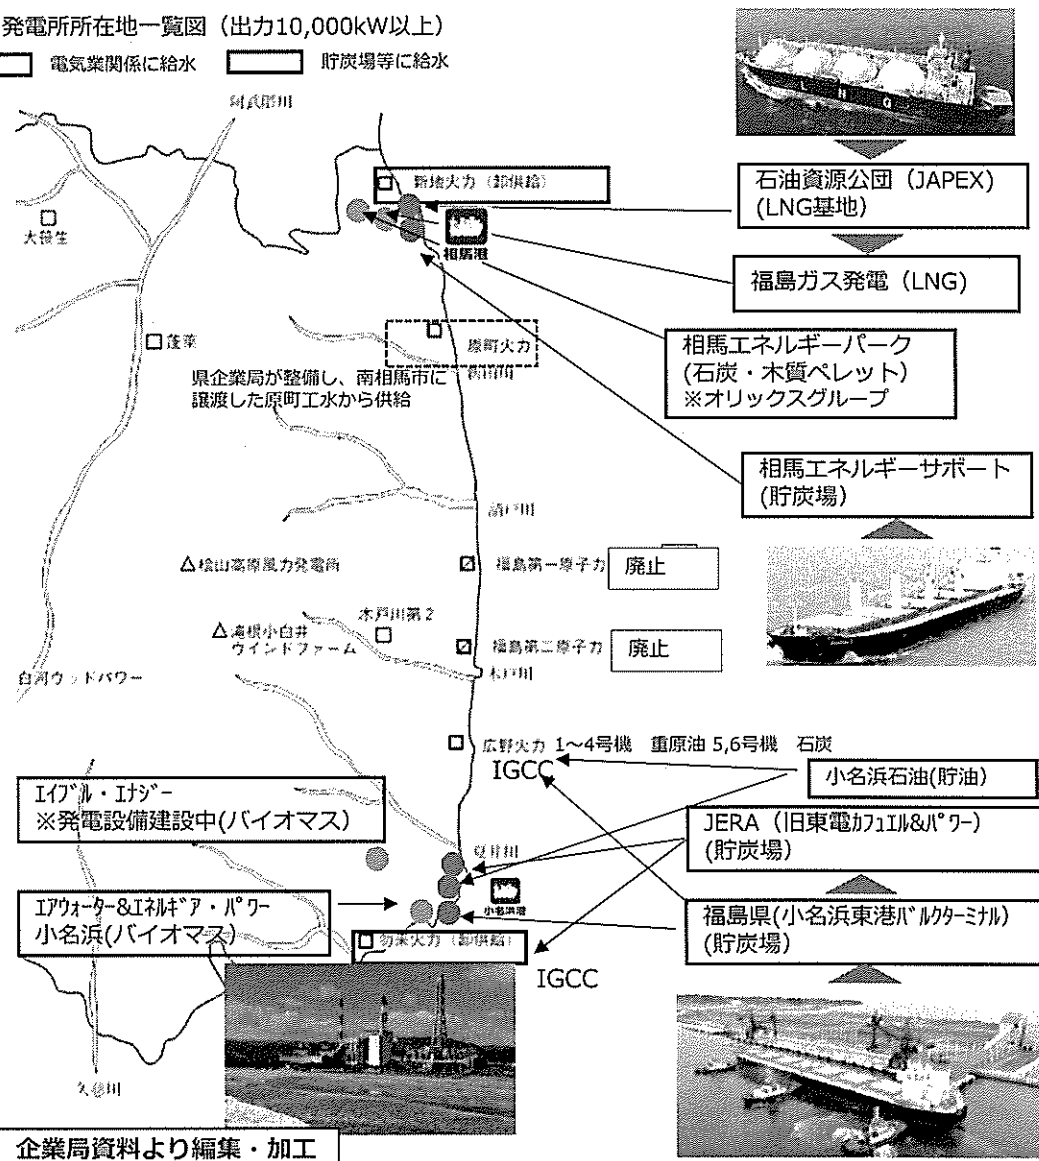 発電所所在地一覧図（出力10,000kW以上）
電気業関係に給水
貯炭場等に給水
阿武隈川
LNG
新地火力（卸供給）
石油資源公団（JAPEX)
(LNG基地)
大笹生
相馬港
福島ガス発電（LNG)
蓬莱
原町火力
相馬エネルギーパーク
(石炭・木質ペレット）
※オリックスグループ
県企業局が整備し、南相馬市に
譲渡した原町工水から供給
相馬エネルギーサポート
(貯炭場）
請戸川
桧山高原風力発電所
福島第一原子力
廃止
木戸川第2
滝根小白井
ウインドファーム
福島第二原子力
廃止
木戸川
白河ウッドパワー
広野火力 1～4号機　重原油 5,6号機　石炭
IGCC
小名浜石油(貯油）
ｴｲﾌﾞﾙ・ｴﾅｼﾞｰ
※発電設備建設中(バイオマス）
JERA（旧東電ﾌｭｴﾙ&ﾊﾟﾜｰ）
(貯炭場）
夏井川
小名浜港
ｴｱｳｫｰﾀｰ&ｴﾈﾙｷﾞｱ・ﾊﾟﾜｰ
小名浜(バイオマス）
福島県(小名浜東港ﾊﾞﾙｸﾀｰﾐﾅﾙ）
(貯炭場）
勿来火力（卸供給）
IGCC
久慈川
企業局資料より編集・加工